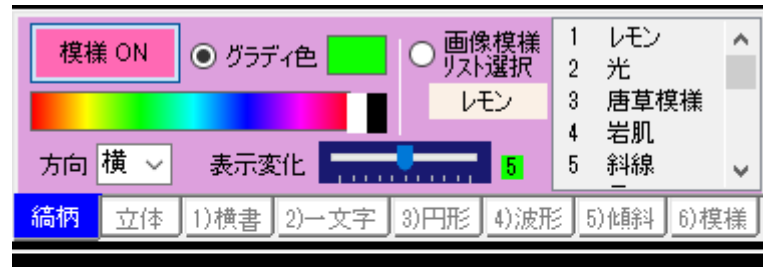 模様 ON
グラディ色
画像模様
リスト選択
レモン
方向
横
表示変化
5
1 レモン
2 光
3 唐草模様
4 岩肌
5 斜線
縞柄
立体
1)横書
2)一文字
3)円形
4)波形
5)傾斜
6)模様